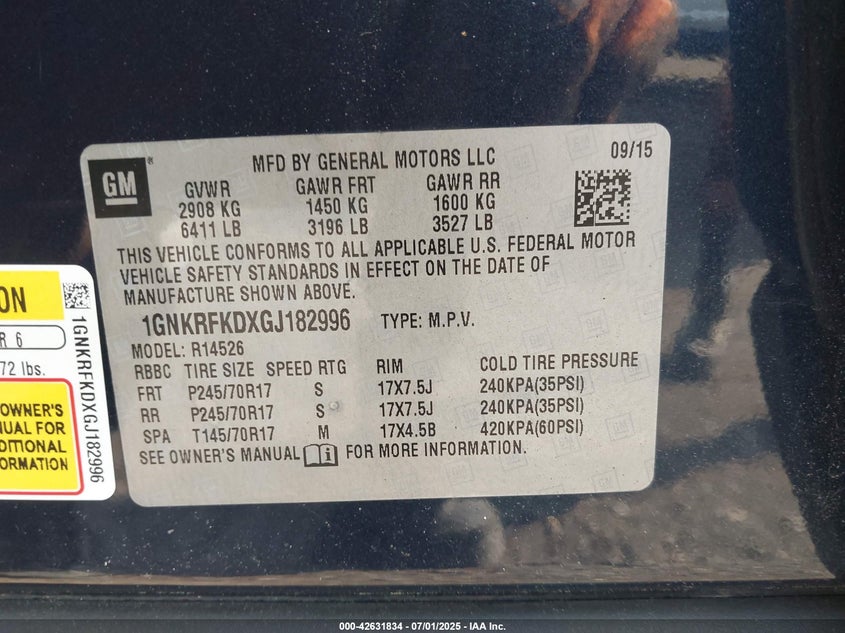 GM
®
MFD BY GENERAL MOTORS LLC
09/15
GVWR GAWR FRT GAWR RR
2908 KG 1450 KG 1600 KG
6411 LB 3196 LB 3527 LB
THIS VEHICLE CONFORMS TO ALL APPLICABLE U.S. FEDERAL MOTOR
VEHICLE SAFETY STANDARDS IN EFFECT ON THE DATE OF
MANUFACTURE SHOWN ABOVE.
1GNKRFKDXGJ182996 TYPE: M.P.V.
MODEL: R14526
RBBC TIRE SIZE SPEED RTG RIM COLD TIRE PRESSURE
FRT P245/70R17 S 17X7.5J 240KPA(35PSI)
RR P245/70R17 S 17X7.5J 240KPA(35PSI)
SPA T145/70R17 M 17X4.5B 420KPA(60PSI)
SEE OWNER'S MANUAL FOR MORE INFORMATION.
ON
R 6
72 lbs.
OWNER'S
UAL FOR
DITIONAL
ORMATION
1GNKRFKDXGJ182996
000-42631834 / 07/01/2025 - IAA Inc.